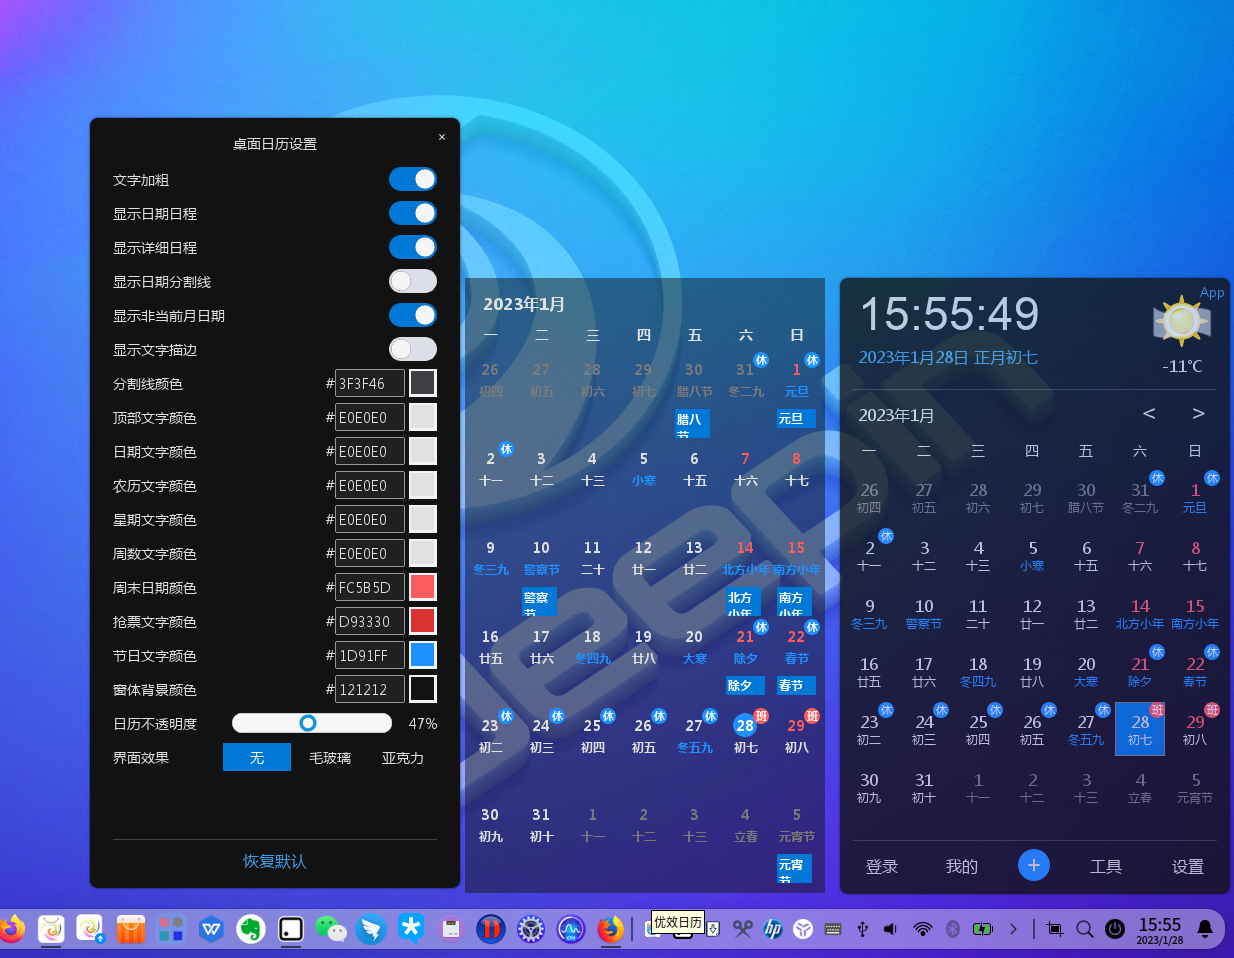 桌面日历设置
×
文字加粗
显示日期日程
显示详细日程
显示日期分割线
显示非当前月日期
显示文字描边
分割线颜色 # 3F3F46
顶部文字颜色 # E0E0E0
日期文字颜色 # E0E0E0
农历文字颜色 # E0E0E0
星期文字颜色 # E0E0E0
周数文字颜色 # E0E0E0
周末日期颜色 # FC5B5D
抢票文字颜色 # D93330
节日文字颜色 # 1D91FF
窗体背景颜色 # 121212
日历不透明度 47%
界面效果 无 毛玻璃 亚克力
恢复默认
2023年1月
一 二 三 四 五 六 日
休 休
26 27 28 29 30 31 1
初四 初五 初六 初七 腊八节 冬二九 元旦
腊八节 元旦
休
2 3 4 5 6 7 8
十一 十二 十三 小寒 十五 十六 十七
9 10 11 12 13 14 15
冬三九 警察节 二十 廿一 廿二 北方小年 南方小年
警察节 北方小年 南方小年
休 休
16 17 18 19 20 21 22
廿五 廿六 冬四九 廿八 大寒 除夕 春节
除夕 春节
休 休 休 休 休 班 班
23 24 25 26 27 28 29
初二 初三 初四 初五 冬五九 初七 初八
30 31 1 2 3 4 5
初九 初十 十一 十二 十三 立春 元宵节
元宵节
App
15:55:49
2023年1月28日 正月初七
-11℃
2023年1月 < >
一 二 三 四 五 六 日
休 休
26 27 28 29 30 31 1
初四 初五 初六 初七 腊八节 冬二九 元旦
休
2 3 4 5 6 7 8
十一 十二 十三 小寒 十五 十六 十七
9 10 11 12 13 14 15
冬三九 警察节 二十 廿一 廿二 北方小年 南方小年
休 休
16 17 18 19 20 21 22
廿五 廿六 冬四九 廿八 大寒 除夕 春节
休 休 休 休 休 班 班
23 24 25 26 27 28 29
初二 初三 初四 初五 冬五九 初七 初八
30 31 1 2 3 4 5
初九 初十 十一 十二 十三 立春 元宵节
登录 我的 + 工具 设置
deepin
优效日历
hp
15:55
2023/1/28